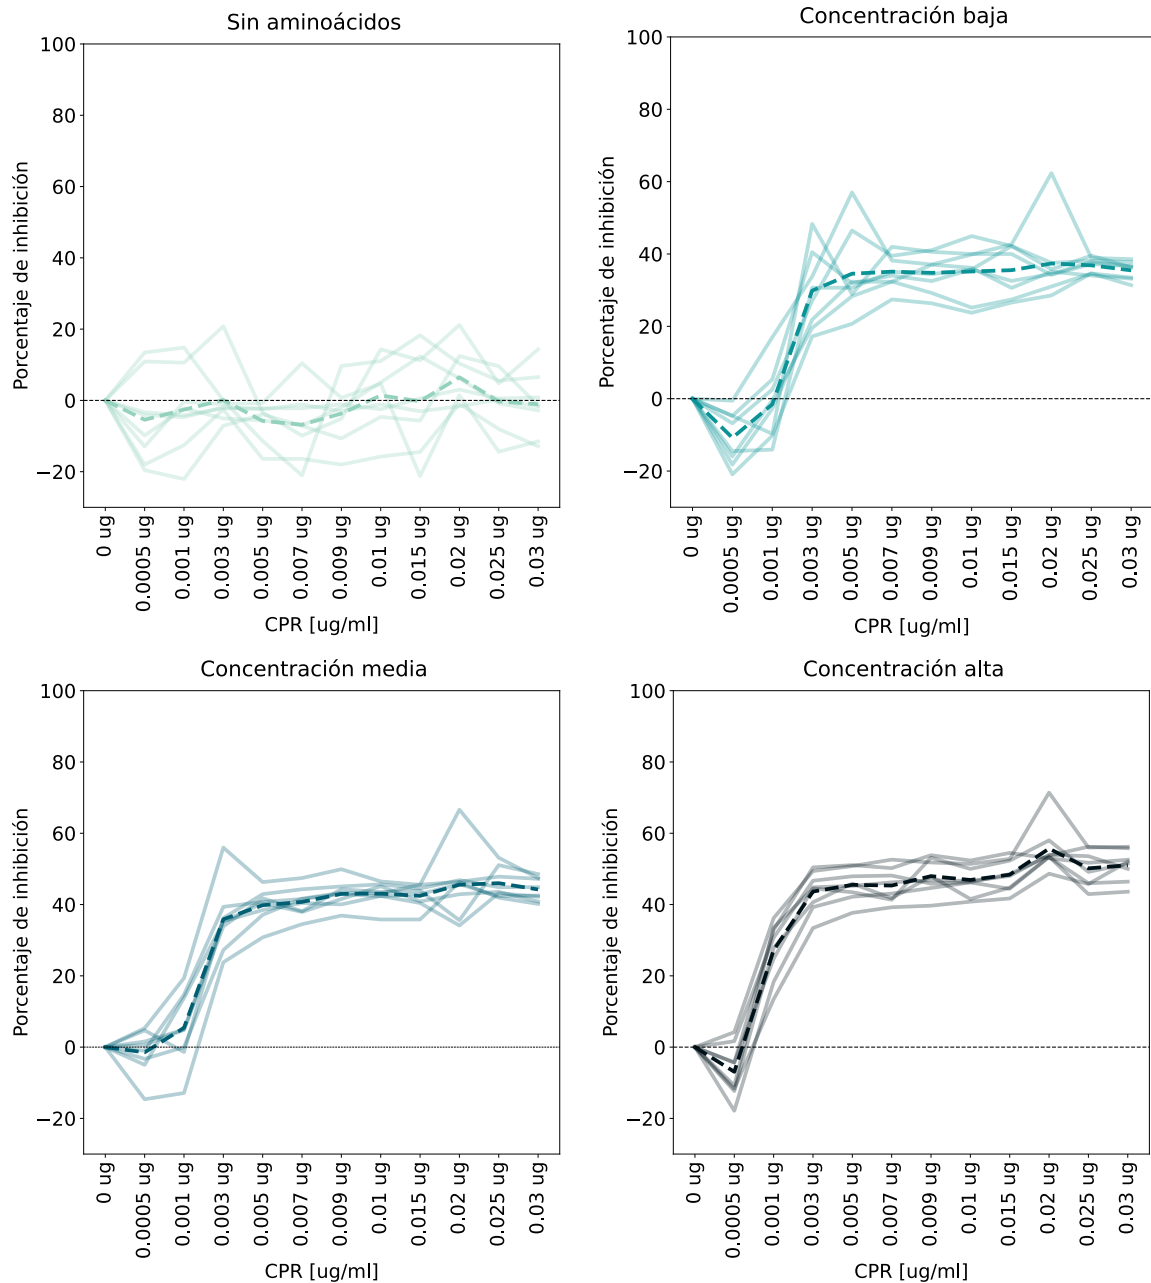 Sin aminoácidos
Porcentaje de inhibición
100
80
60
40
20
0
−20
0 ug
0.0005 ug
0.001 ug
0.003 ug
0.005 ug
0.007 ug
0.009 ug
0.01 ug
0.015 ug
0.02 ug
0.025 ug
0.03 ug
CPR [ug/ml]
Concentración baja
Porcentaje de inhibición
100
80
60
40
20
0
−20
0 ug
0.0005 ug
0.001 ug
0.003 ug
0.005 ug
0.007 ug
0.009 ug
0.01 ug
0.015 ug
0.02 ug
0.025 ug
0.03 ug
CPR [ug/ml]
Concentración media
Porcentaje de inhibición
100
80
60
40
20
0
−20
0 ug
0.0005 ug
0.001 ug
0.003 ug
0.005 ug
0.007 ug
0.009 ug
0.01 ug
0.015 ug
0.02 ug
0.025 ug
0.03 ug
CPR [ug/ml]
Concentración alta
Porcentaje de inhibición
100
80
60
40
20
0
−20
0 ug
0.0005 ug
0.001 ug
0.003 ug
0.005 ug
0.007 ug
0.009 ug
0.01 ug
0.015 ug
0.02 ug
0.025 ug
0.03 ug
CPR [ug/ml]